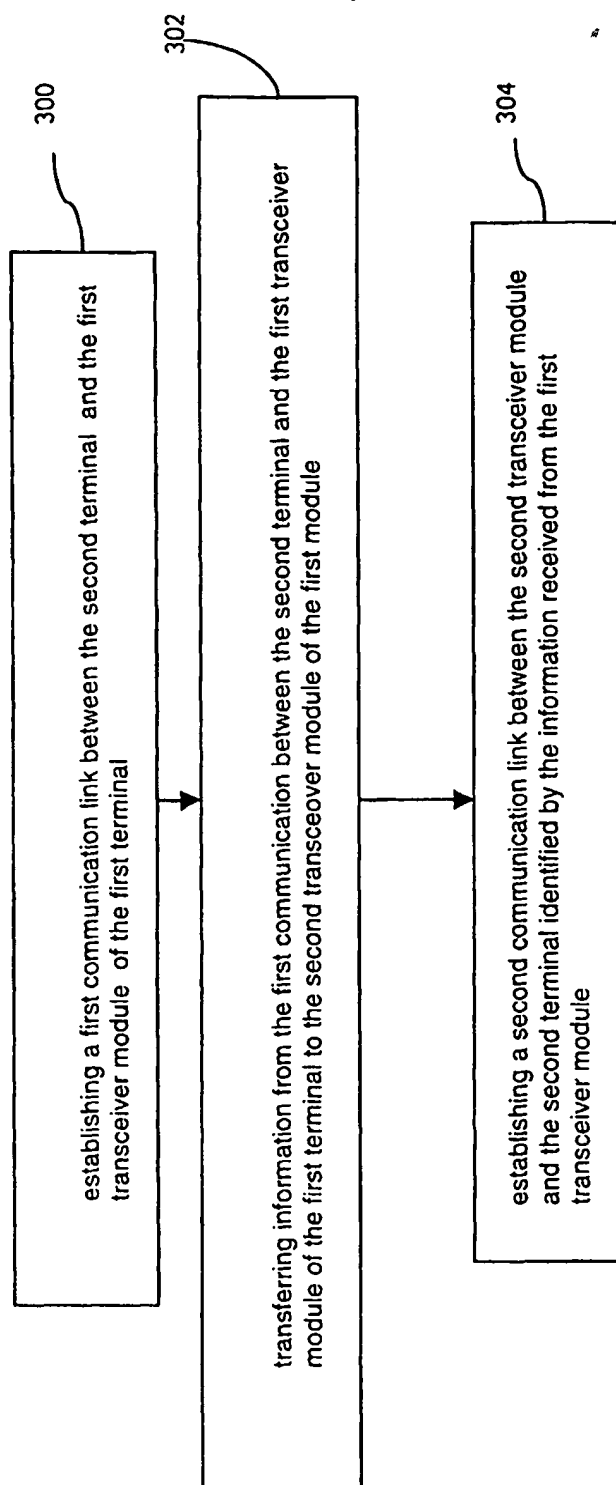 300
establishing a first communication link between the second terminal and the first
transceiver module of the first terminal
302
transferring information from the first communication between the second terminal and the first transceiver
module of the first terminal to the second transceover module of the first module
304
establishing a second communication link between the second transceiver module
and the second terminal identified by the information received from the first
transceiver module